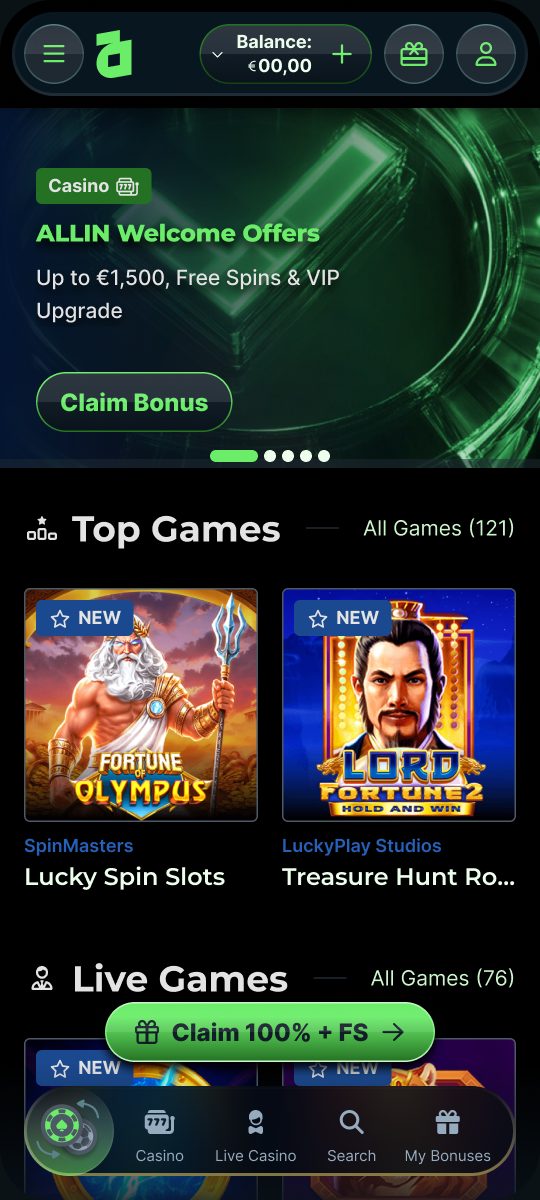 Balance:
€00,00
Casino
ALLIN Welcome Offers
Up to €1,500, Free Spins & VIP
Upgrade
Claim Bonus
Top Games
All Games (121)
NEW
NEW
FORTUNE
OF
OLYMPUS
LORD
FORTUNE 2
HOLD AND WIN
SpinMasters
LuckyPlay Studios
Lucky Spin Slots
Treasure Hunt Ro...
Live Games
All Games (76)
Claim 100% + FS
NEW
NEW
Casino
Live Casino
Search
My Bonuses